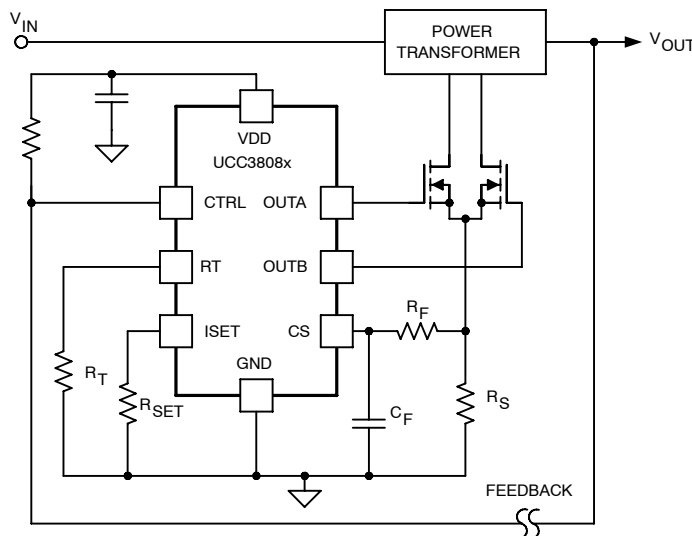 VIN
POWER
TRANSFORMER
VOUT
VDD
UCC3808x
CTRL
OUTA
RT
OUTB
RF
ISET
CS
GND
RT
RSET
CF
RS
FEEDBACK